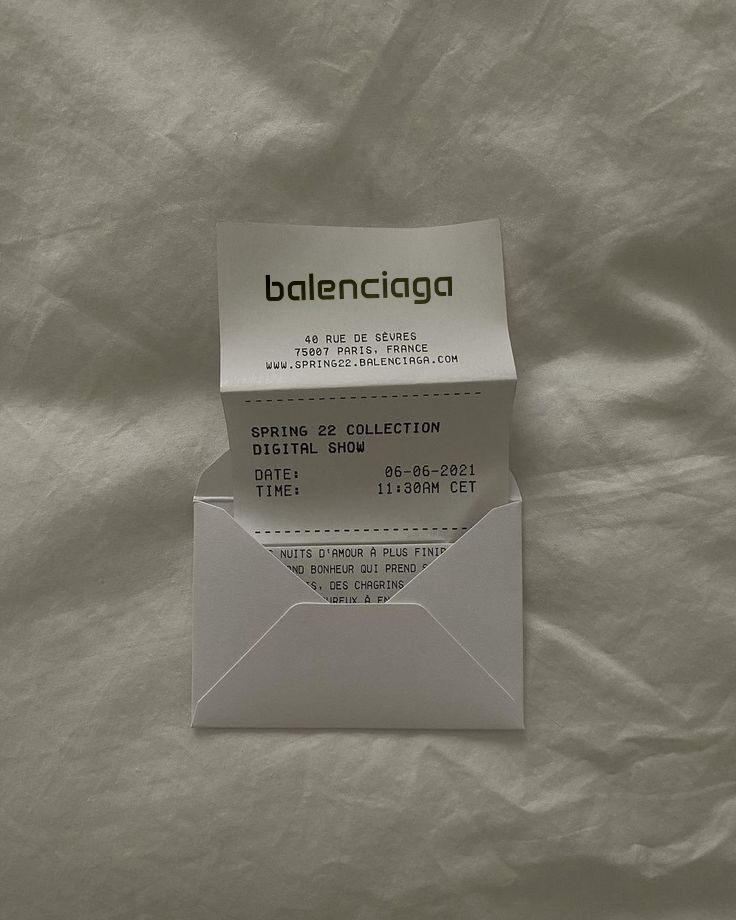 balenciaga
40 RUE DE SÈVRES
75007 PARIS, FRANCE
WWW.SPRING22.BALENCIAGA.COM
SPRING 22 COLLECTION
DIGITAL SHOW
DATE: 06-06-2021
TIME: 11:30AM CET
NUITS D'AMOUR À PLUS FINIR
BONHEUR QUI PREND
DES CHAGRINS
À